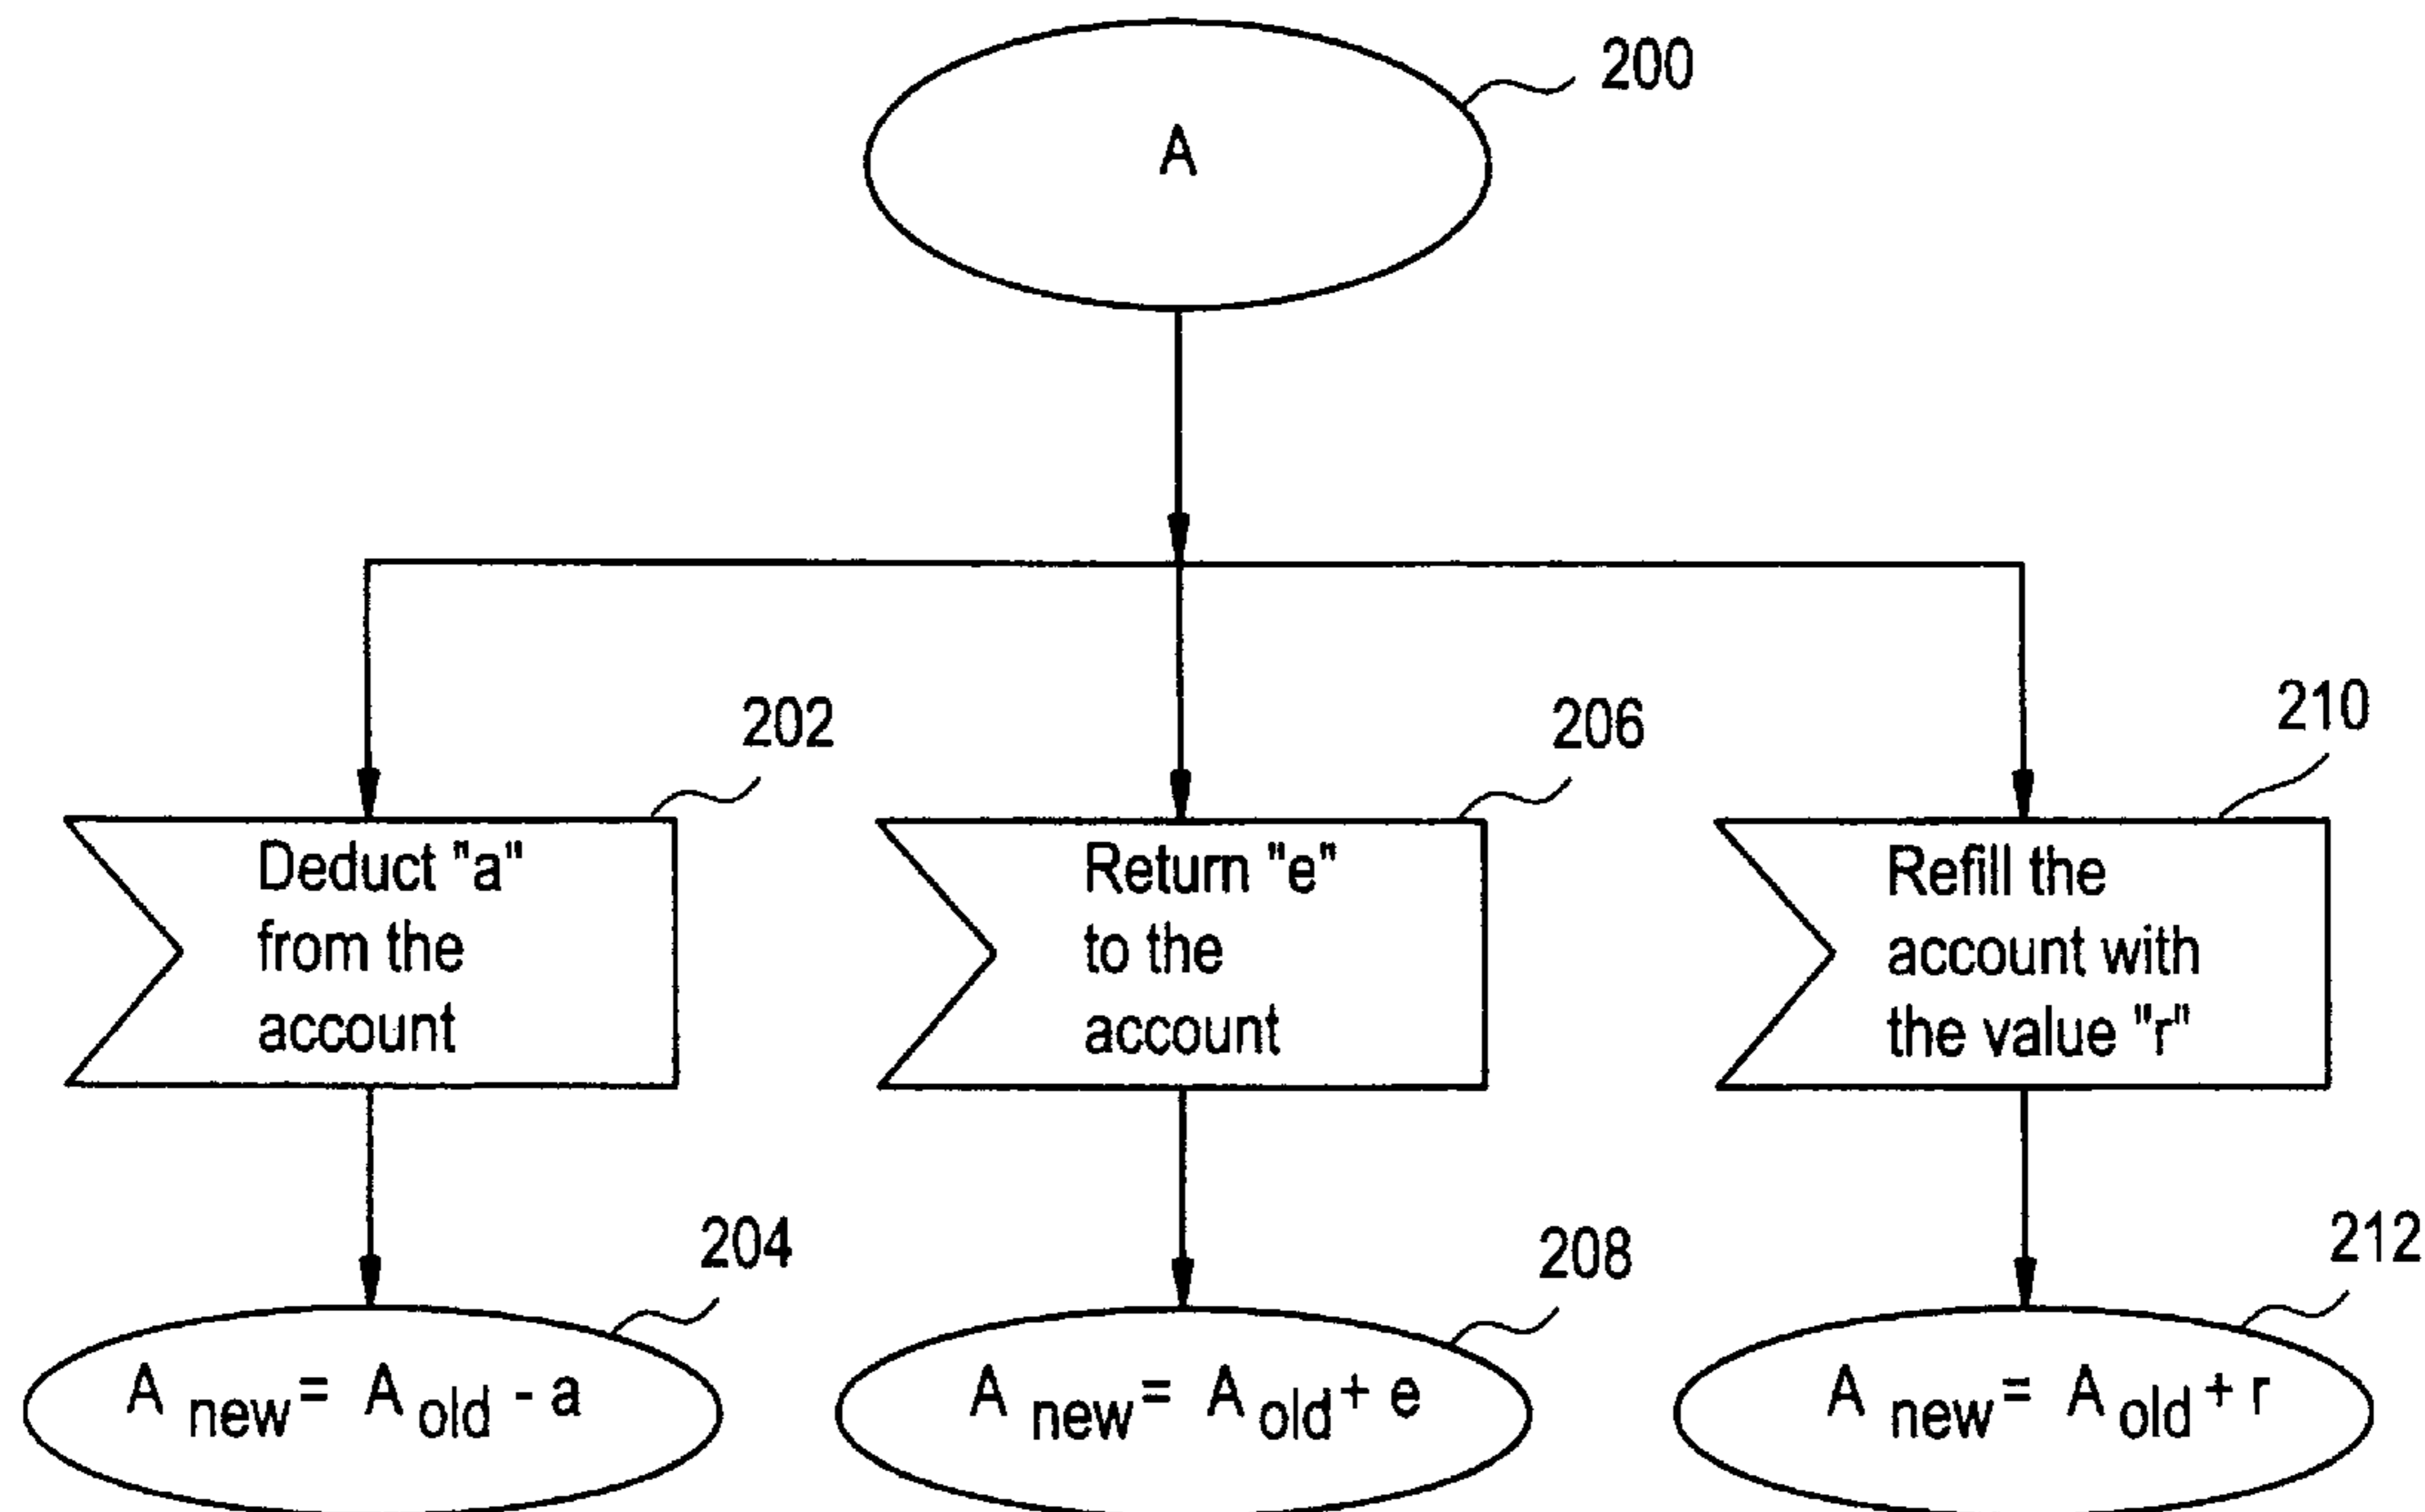 200
A
202
206
210
Deduct "a"
from the
account
Return "e"
to the
account
Refill the
account with
the value "r"
204
208
212
A new = A old - a
A new = A old + e
A new = A old + r